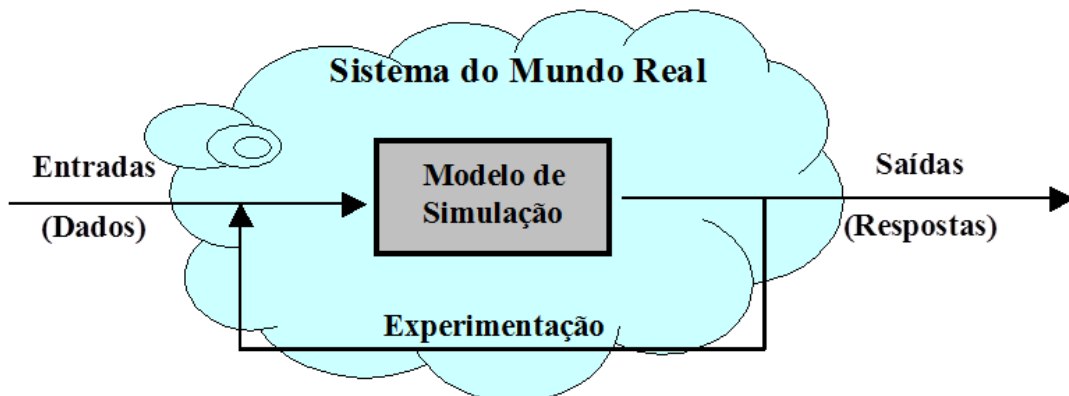 Sistema do Mundo Real
Entradas
(Dados)
Modelo de
Simulação
Saídas
(Respostas)
Experimentação